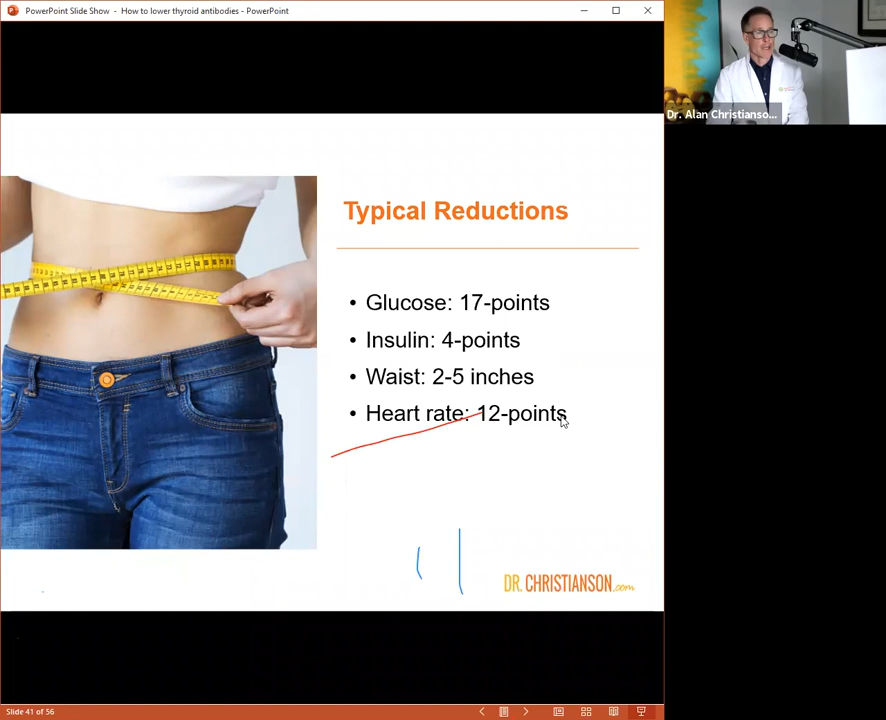 PowerPoint Slide Show - How to lower thyroid antibodies - PowerPoint
Dr. Alan Christianso...
Typical Reductions
• Glucose: 17-points
• Insulin: 4-points
• Waist: 2-5 inches
• Heart rate: 12-points
DR. CHRISTIANSON.com
Slide 41 of 56